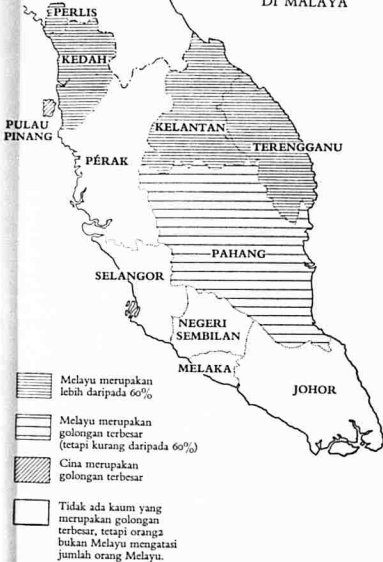 DI MALAYA
PERLIS
KEDAH
PULAU
PINANG
PÉRAK
KELANTAN
TERENGGANU
PAHANG
SELANGOR
NEGERI
SEMBILAN
MELAKA
JOHOR
Melayu merupakan
lebih daripada 60%
Melayu merupakan
golongan terbesar
(tetapi kurang daripada 60%)
Cina merupakan
golongan terbesar
Tidak ada kaum yang
merupakan golongan
terbesar, tetapi oranga
bukan Melayu mengatasi
jumlah orang Melayu.